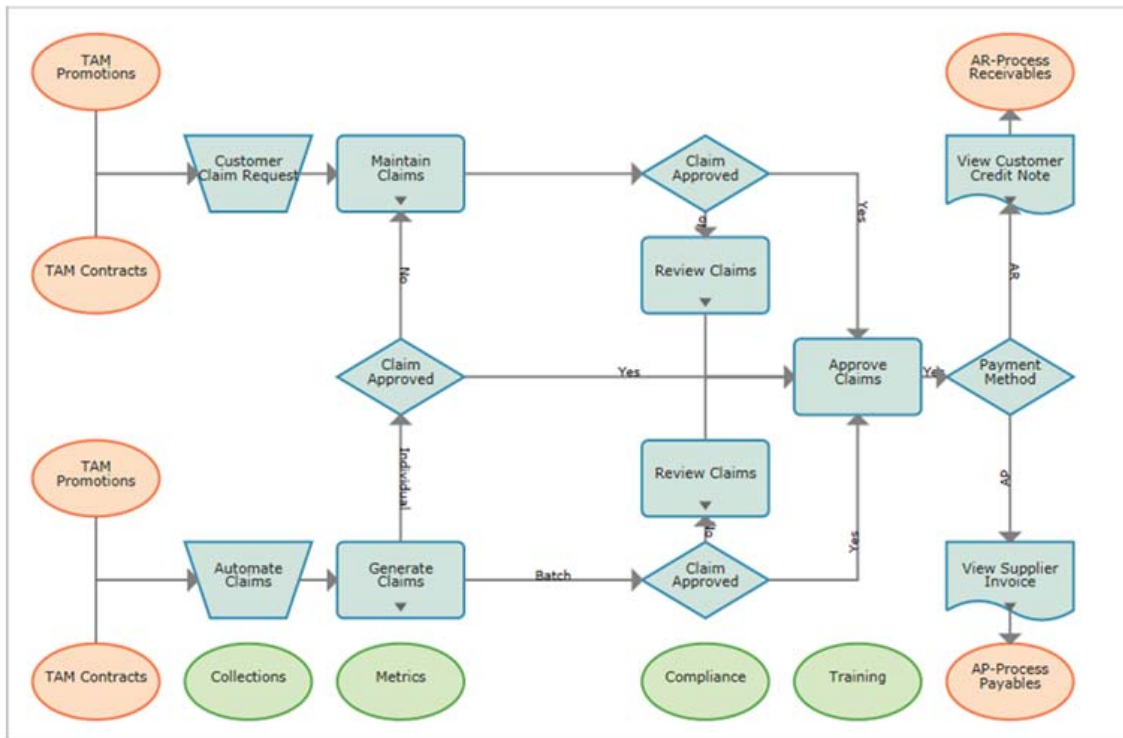 TAM
Promotions
AR-Process
Receivables
Customer
Claim Request
Maintain
Claims
Claim
Approved
View Customer
Credit Note
Yes
No
TAM Contracts
Review Claims
No
AR
Claim
Approved
Yes
Approve
Claims
Yes
Payment
Method
TAM
Promotions
Individual
Review Claims
AP
No
Yes
Automate
Claims
Generate
Claims
Batch
Claim
Approved
View Supplier
Invoice
TAM Contracts
Collections
Metrics
Compliance
Training
AP-Process
Payables